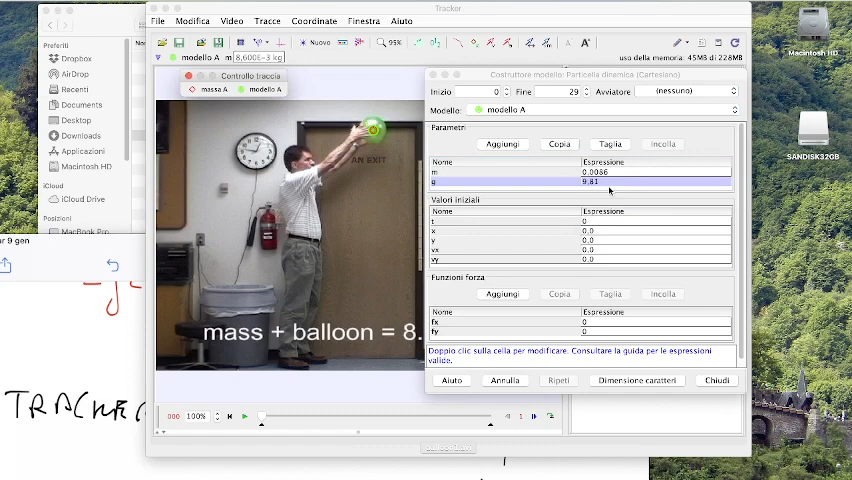 Tracker
File Modifica Video Tracce Coordinate Finestra Aiuto
Nuovo 95% uso della memoria: 45MB di 228MB
modello A m 8,600E-3 kg
Controllo traccia
massa A modello A
Costruttore modello: Particella dinamica (Cartesiano)
Inizio 0 Fine 29 Avviatore (nessuno)
Modello: modello A
Parametri
Aggiungi Copia Taglia Incolla
Nome Espressione
m 0.0086
g 9.81
Valori iniziali
Nome Espressione
t 0
x 0.0
y 0.0
vx 0.0
vy 0.0
Funzioni forza
Aggiungi Copia Taglia Incolla
Nome Espressione
fx 0
fy 0
Doppio clic sulla cella per modificare. Consultare la guida per le espressioni
valide.
Aiuto Annulla Ripeti Dimensione caratteri Chiudi
AN EXIT
mass + balloon = 8.
000 100% 1
Preferiti
Dropbox
AirDrop
Recenti
Documents
Desktop
Downloads
Applicazioni
Macintosh HD
iCloud
iCloud Drive
Posizioni
MacBook Pro
ar 9 gen
TRACKER
Macintosh HD
SANDISK32GB